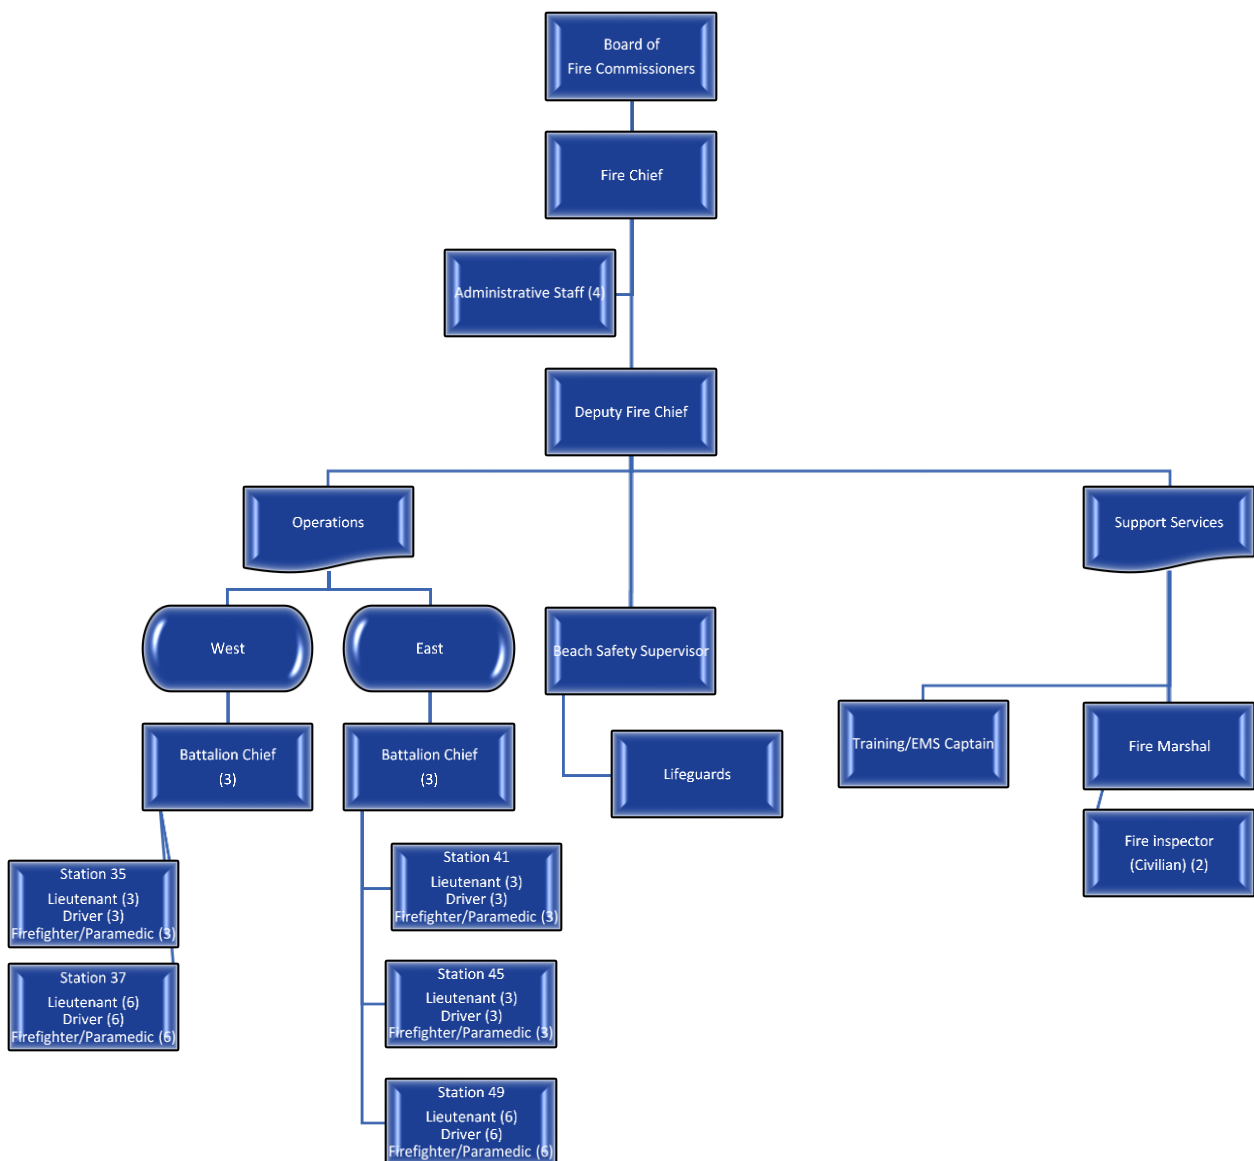 Board of
Fire Commissioners
Fire Chief
Administrative Staff (4)
Deputy Fire Chief
Operations
Support Services
West
East
Beach Safety Supervisor
Battalion Chief
(3)
Battalion Chief
(3)
Training/EMS Captain
Fire Marshal
Lifeguards
Fire inspector
(Civilian) (2)
Station 35
Lieutenant (3)
Driver (3)
Firefighter/Paramedic (3)
Station 37
Lieutenant (6)
Driver (6)
Firefighter/Paramedic (6)
Station 41
Lieutenant (3)
Driver (3)
Firefighter/Paramedic (3)
Station 45
Lieutenant (3)
Driver (3)
Firefighter/Paramedic (3)
Station 49
Lieutenant (6)
Driver (6)
Firefighter/Paramedic (6)